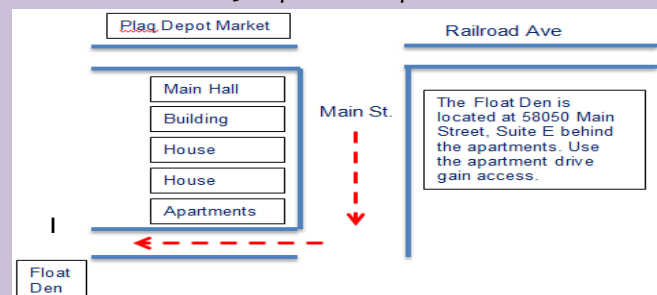 Plaq Depot Market
Railroad Ave
Main Hall
Building
House
House
Apartments
Main St.
The Float Den is
located at 58050 Main
Street, Suite E behind
the apartments. Use
the apartment drive
gain access.
I
Float
Den